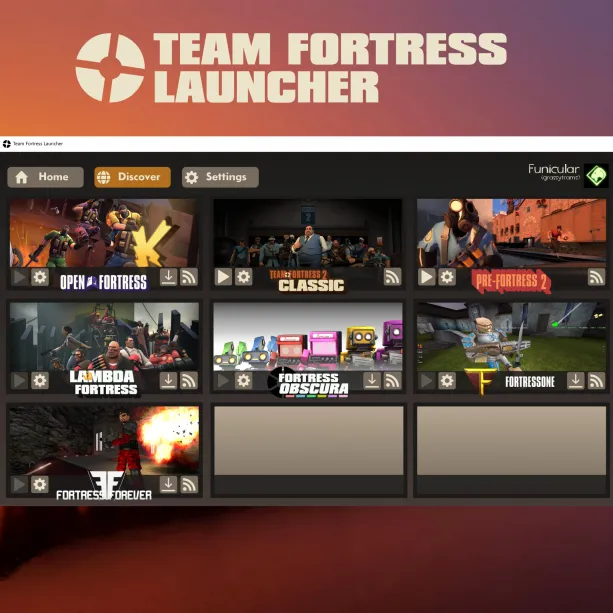 TEAM FORTRESS
LAUNCHER
Team Fortress Launcher
Home
Discover
Settings
Funicular
(grassytrams)
OPEN FORTRESS
TEAM FORTRESS 2
CLASSIC
PRE-FORTRESS 2
LAMBDA
FORTRESS
FORTRESS
OBSCURA
FORTRESSONE
FORTRESS FOREVER